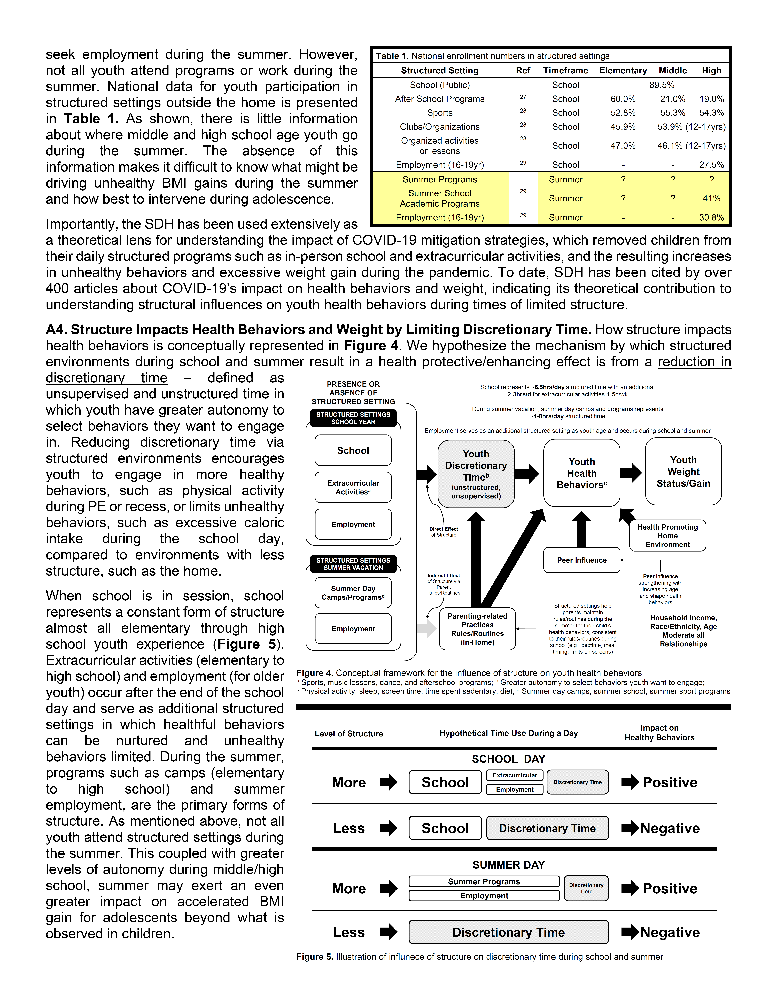 seek employment during the summer. However,
not all youth attend programs or work during the
summer. National data for youth participation in
structured settings outside the home is presented
in Table 1. As shown, there is little information
about where middle and high school age youth go
during the summer. The absence of this
information makes it difficult to know what might be
driving unhealthy BMI gains during the summer
and how best to intervene during adolescence.
Table 1. National enrollment numbers in structured settings
Structured Setting Ref Timeframe Elementary Middle High
School (Public) School 89.5%
After School Programs 27 School 60.0% 21.0% 19.0%
Sports 28 School 52.8% 55.3% 54.3%
Clubs/Organizations 28 School 45.9% 53.9% (12-17yrs)
Organized activities
or lessons 28 School 47.0% 46.1% (12-17yrs)
Employment (16-19yr) 29 School - - 27.5%
Summer Programs Summer ? ? ?
Summer School
Academic Programs 29 Summer ? ? 41%
Employment (16-19yr) 29 Summer - - 30.8%
Importantly, the SDH has been used extensively as
a theoretical lens for understanding the impact of COVID-19 mitigation strategies, which removed children from
their daily structured programs such as in-person school and extracurricular activities, and the resulting increases
in unhealthy behaviors and excessive weight gain during the pandemic. To date, SDH has been cited by over
400 articles about COVID-19’s impact on health behaviors and weight, indicating its theoretical contribution to
understanding structural influences on youth health behaviors during times of limited structure.
A4. Structure Impacts Health Behaviors and Weight by Limiting Discretionary Time. How structure impacts
health behaviors is conceptually represented in Figure 4. We hypothesize the mechanism by which structured
environments during school and summer result in a health protective/enhancing effect is from a reduction in
discretionary time – defined as
unsupervised and unstructured time in
which youth have greater autonomy to
select behaviors they want to engage
in. Reducing discretionary time via
structured environments encourages
youth to engage in more healthy
behaviors, such as physical activity
during PE or recess, or limits unhealthy
behaviors, such as excessive caloric
intake during the school day,
compared to environments with less
structure, such as the home.
When school is in session, school
represents a constant form of structure
almost all elementary through high
school youth experience (Figure 5).
Extracurricular activities (elementary to
high school) and employment (for older
youth) occur after the end of the school
day and serve as additional structured
settings in which healthful behaviors
can be nurtured and unhealthy
behaviors limited. During the summer,
programs such as camps (elementary
to high school) and summer
employment, are the primary forms of
structure. As mentioned above, not all
youth attend structured settings during
the summer. This coupled with greater
levels of autonomy during middle/high
school, summer may exert an even
greater impact on accelerated BMI
gain for adolescents beyond what is
observed in children.
PRESENCE OR
ABSENCE OF
STRUCTURED SETTING
STRUCTURED SETTINGS
SCHOOL YEAR
School
Extracurricular
Activitiesa
Employment
STRUCTURED SETTINGS
SUMMER VACATION
Summer Day
Camps/Programsd
Employment
School represents ~6.5hrs/day structured time with an additional
2-3hrs/d for extracurricular activities 1-5d/wk
During summer vacation, summer day camps and programs represents
~4-8hrs/day structured time
Employment serves as an additional structured setting as youth age and occurs during school and summer
Youth
Discretionary
Timeb
(unstructured,
unsupervised)
Youth
Health
Behaviorsc
Youth
Weight
Status/Gain
Direct Effect
of Structure
Health Promoting
Home
Environment
Peer Influence
Indirect Effect
of Structure via
Parent
Rules/Routines
Peer influence
strengthening with
increasing age
and shape health
behaviors
Parenting-related
Practices
Rules/Routines
(In-Home)
Structured settings help
parents maintain
rules/routines during the
summer for their child’s
health behaviors, consistent
to their rules/routines during
school (e.g., bedtime, meal
timing, limits on screens)
Household Income,
Race/Ethnicity, Age
Moderate all
Relationships
Figure 4. Conceptual framework for the influence of structure on youth health behaviors
a Sports, music lessons, dance, and afterschool programs; b Greater autonomy to select behaviors youth want to engage;
c Physical activity, sleep, screen time, time spent sedentary, diet; d Summer day camps, summer school, summer sport programs
Level of Structure Hypothetical Time Use During a Day Impact on
Healthy Behaviors
SCHOOL DAY
More School Extracurricular Employment Discretionary Time Positive
Less School Discretionary Time Negative
SUMMER DAY
More Summer Programs Employment Discretionary Time Positive
Less Discretionary Time Negative
Figure 5. Illustration of influnece of structure on discretionary time during school and summer